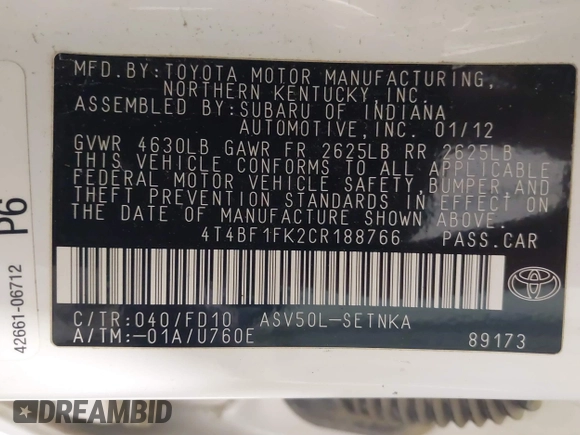 MFD.BY:TOYOTA MOTOR MANUFACTURING,
NORTHERN KENTUCKY,INC.
ASSEMBLED BY:SUBARU OF INDIANA
AUTOMOTIVE,INC. 01/12
GVWR 4630LB GAWR FR 2625LB RR 2625LB
THIS VEHICLE CONFORMS TO ALL APPLICABLE
FEDERAL MOTOR VEHICLE SAFETY,BUMPER AND
THEFT PREVENTION STANDARDS IN EFFECT ON
THE DATE OF MANUFACTURE SHOWN ABOVE.
4T4BF1FK2CR188766 PASS.CAR
C/TR:040/FD10 ASV50L-SETNKA
A/TM:-01A/U760E 89173
P6
42661-06712
DREAMBID